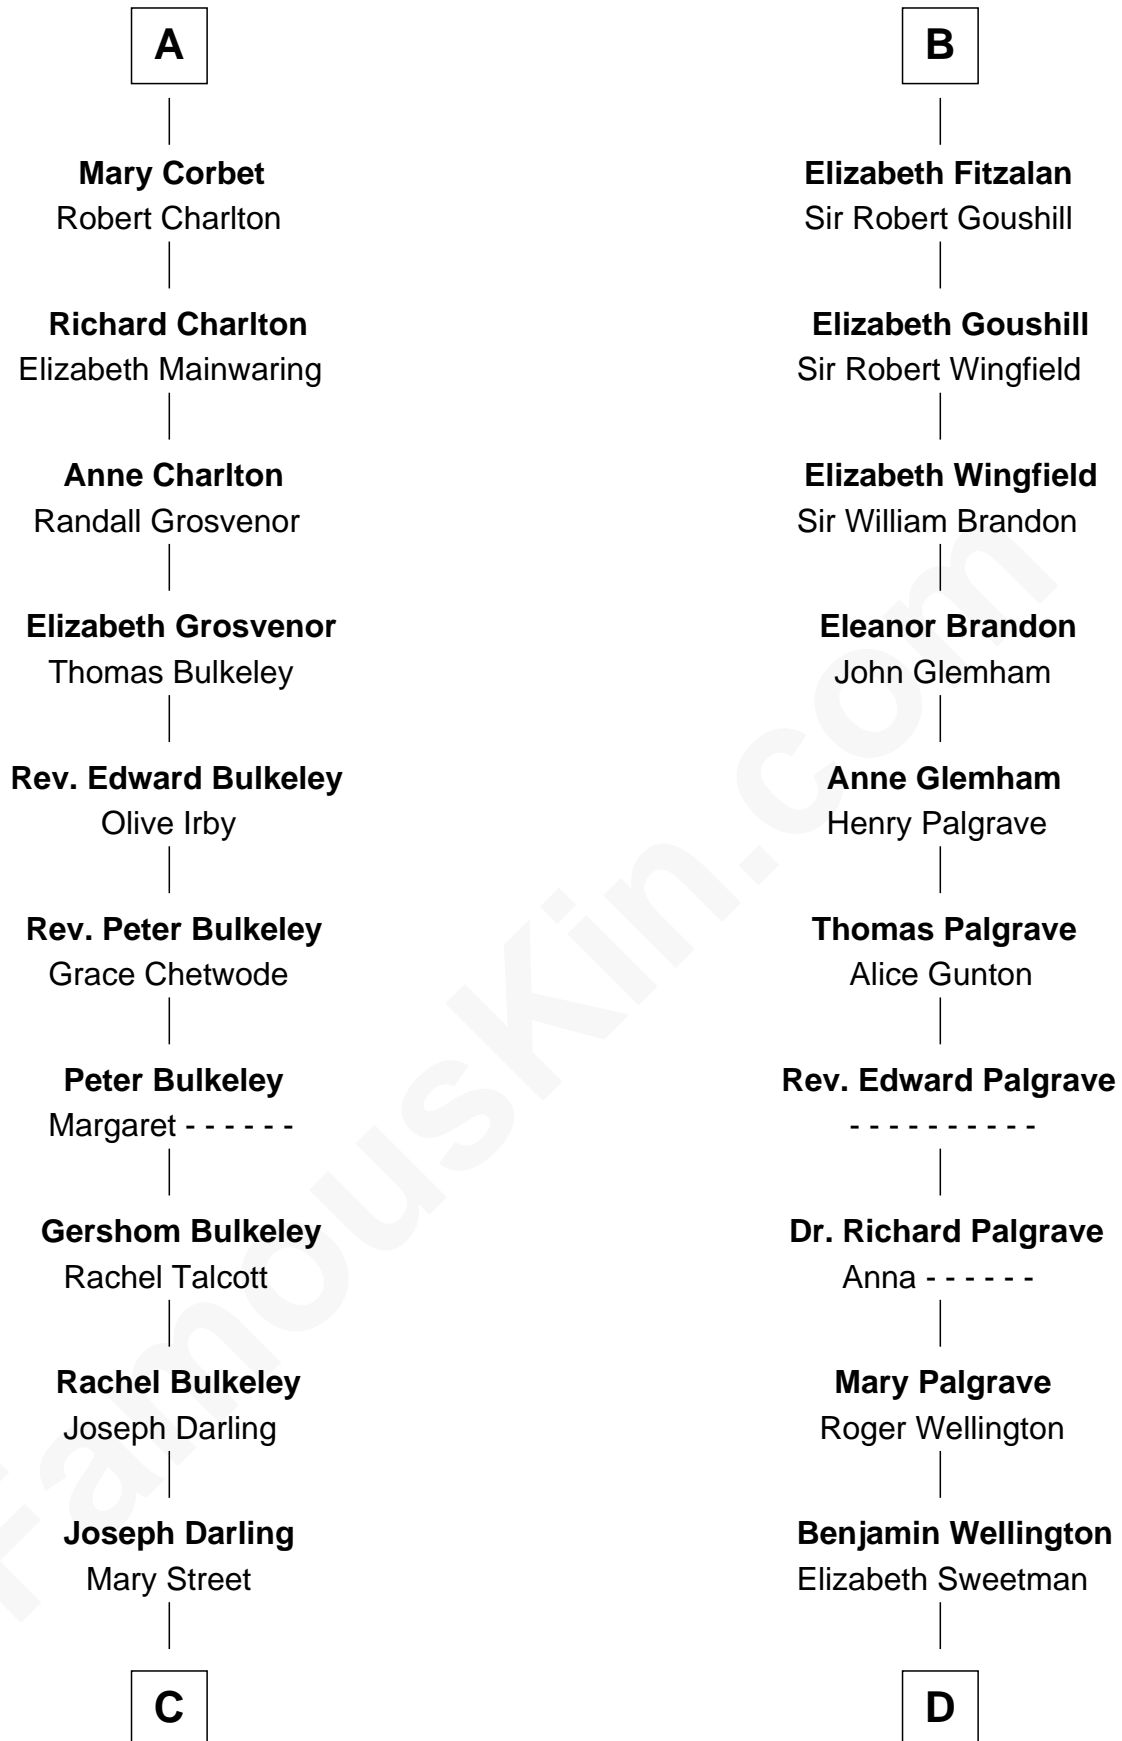 A
Mary Corbet
Robert Charlton
Richard Charlton
Elizabeth Mainwaring
Anne Charlton
Randall Grosvenor
Elizabeth Grosvenor
Thomas Bulkeley
Rev. Edward Bulkeley
Olive Irby
Rev. Peter Bulkeley
Grace Chetwode
Peter Bulkeley
Margaret - - - - - -
Gershom Bulkeley
Rachel Talcott
Rachel Bulkeley
Joseph Darling
Joseph Darling
Mary Street
C
B
Elizabeth Fitzalan
Sir Robert Goushill
Elizabeth Goushill
Sir Robert Wingfield
Elizabeth Wingfield
Sir William Brandon
Eleanor Brandon
John Glemham
Anne Glemham
Henry Palgrave
Thomas Palgrave
Alice Gunton
Rev. Edward Palgrave
- - - - - - - - - -
Dr. Richard Palgrave
Anna - - - - - -
Mary Palgrave
Roger Wellington
Benjamin Wellington
Elizabeth Sweetman
D
FamousKin.com